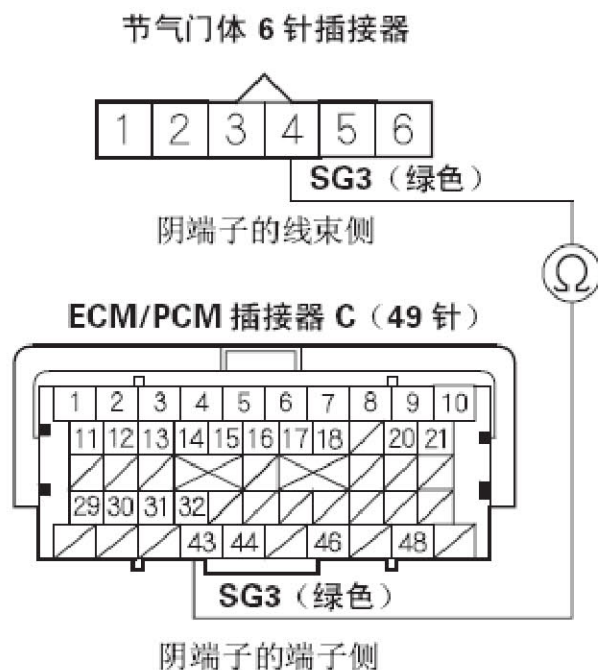 节气门体 6 针插接器
1 2 3 4 5 6
SG3（绿色）
阴端子的线束侧
Ω
ECM/PCM 插接器 C（49 针）
1 2 3 4 5 6 7 8 9 10
11 12 13 14 15 16 17 18 20 21
29 30 31 32
43 44 46 48
SG3（绿色）
阴端子的端子侧